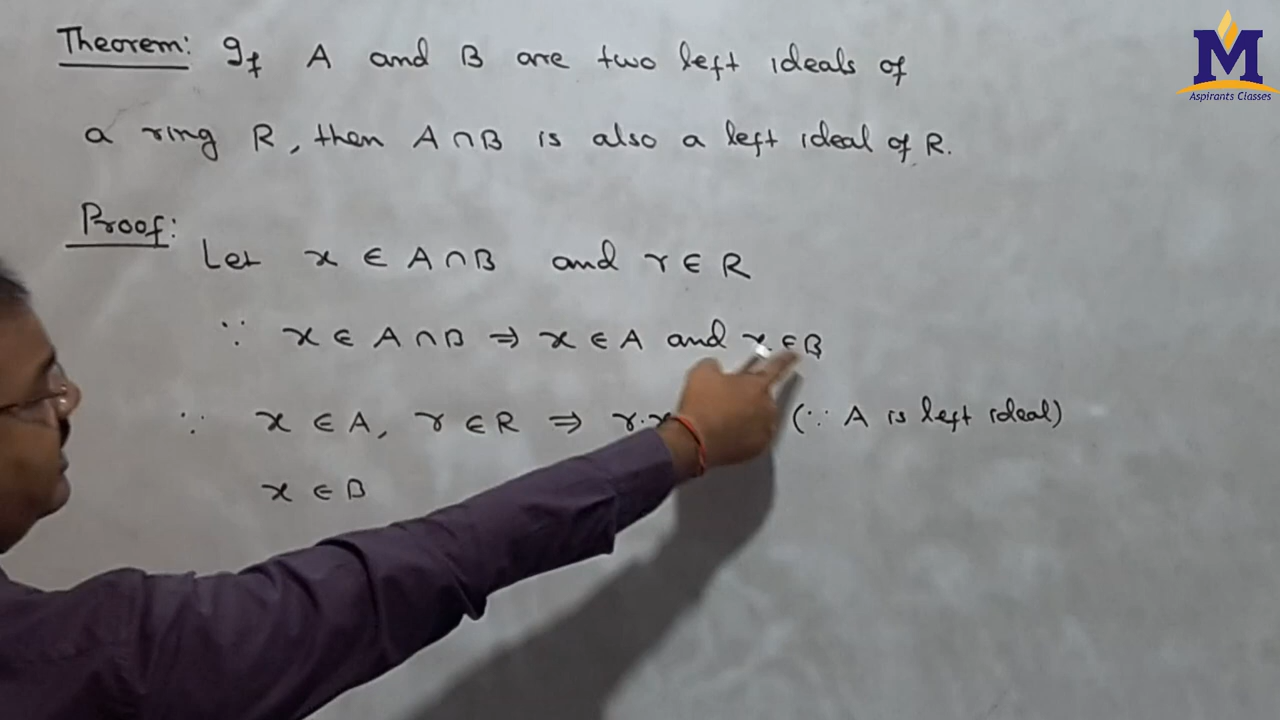 Theorem: If A and B are two left ideals of
a ring R, then A ∩ B is also a left ideal of R.
Proof:
Let x ∈ A ∩ B and r ∈ R
∵ x ∈ A ∩ B ⇒ x ∈ A and x ∈ B
∵ x ∈ A, r ∈ R ⇒ r.x (∵ A is left ideal)
x ∈ B
M
Aspirants Classes